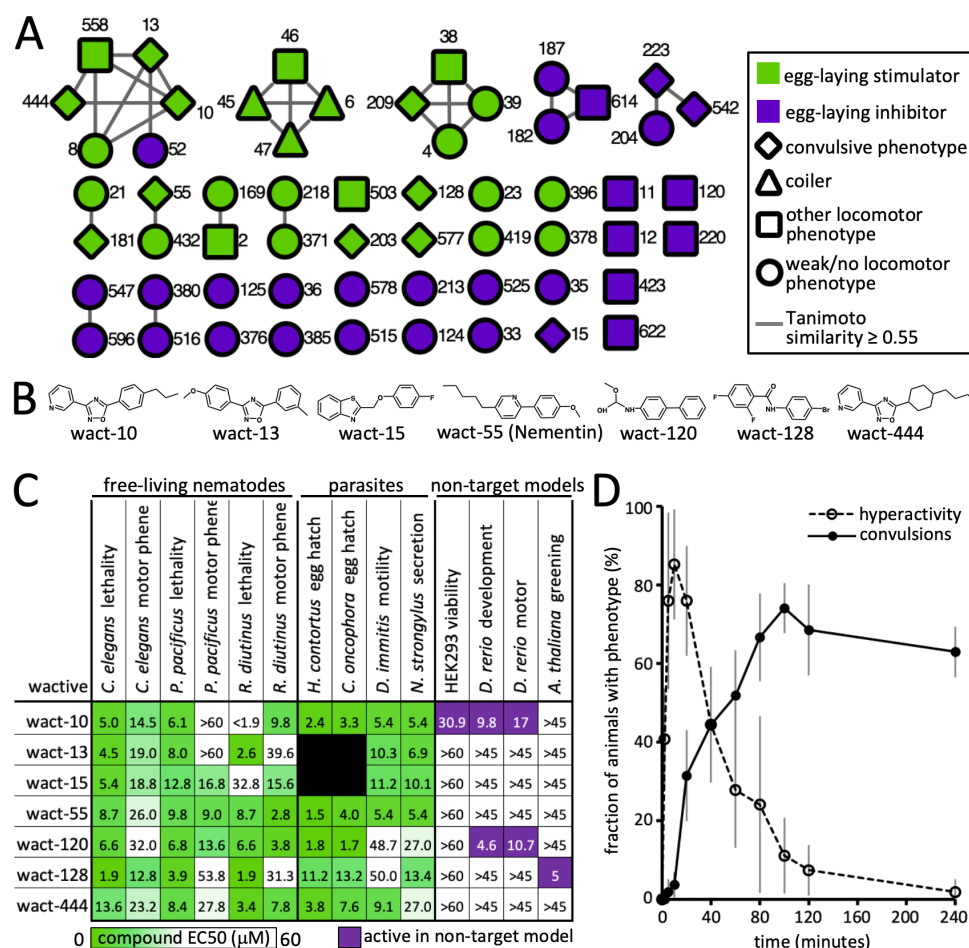 A
558 13
444 10
8 52
46
45 6
47
38
209 39
4
187
614
182
223
542
204
egg-laying stimulator
egg-laying inhibitor
convulsive phenotype
coiler
other locomotor
phenotype
weak/no locomotor
phenotype
Tanimoto
similarity ≥ 0.55
21 55 169 218 503 128 23 396 11 120
181 432 2 371 203 577 419 378 12 220
547 380 125 36 578 213 525 35 423
596 516 376 385 515 124 33 15 622
B
wact-10 wact-13 wact-15 wact-55 (Nementin) wact-120 wact-128 wact-444
C
free-living nematodes parasites non-target models
wactive
C. elegans lethality
C. elegans motor phene
P. pacificus lethality
P. pacificus motor phene
R. diutinus lethality
R. diutinus motor phene
H. contortus egg hatch
C. oncophora egg hatch
D. immitis motility
N. strongylus secretion
HEK293 viability
D. rerio development
D. rerio motor
A. thaliana greening
wact-10 5.0 14.5 6.1 >60 <1.9 9.8 2.4 3.3 5.4 5.4 30.9 9.8 17 >45
wact-13 4.5 19.0 8.0 >60 2.6 39.6 10.3 6.9 >60 >45 >45 >45
wact-15 5.4 18.8 12.8 16.8 32.8 15.6 11.2 10.1 >60 >45 >45 >45
wact-55 8.7 26.0 9.8 9.0 8.7 2.8 1.5 4.0 5.4 5.4 >60 >45 >45 >45
wact-120 6.6 32.0 6.8 13.6 6.6 3.8 1.8 1.7 48.7 27.0 >60 4.6 10.7 >45
wact-128 1.9 12.8 3.9 53.8 1.9 31.3 11.2 13.2 50.0 13.4 >60 >45 >45 5
wact-444 13.6 23.2 8.4 27.8 3.4 7.8 3.8 7.6 9.1 27.0 >60 >45 >45 >45
0 compound EC50 (µM) 60 active in non-target model
D
hyperactivity
convulsions
fraction of animals with phenotype (%)
100
80
60
40
20
0
0 40 80 120 160 200 240
time (minutes)